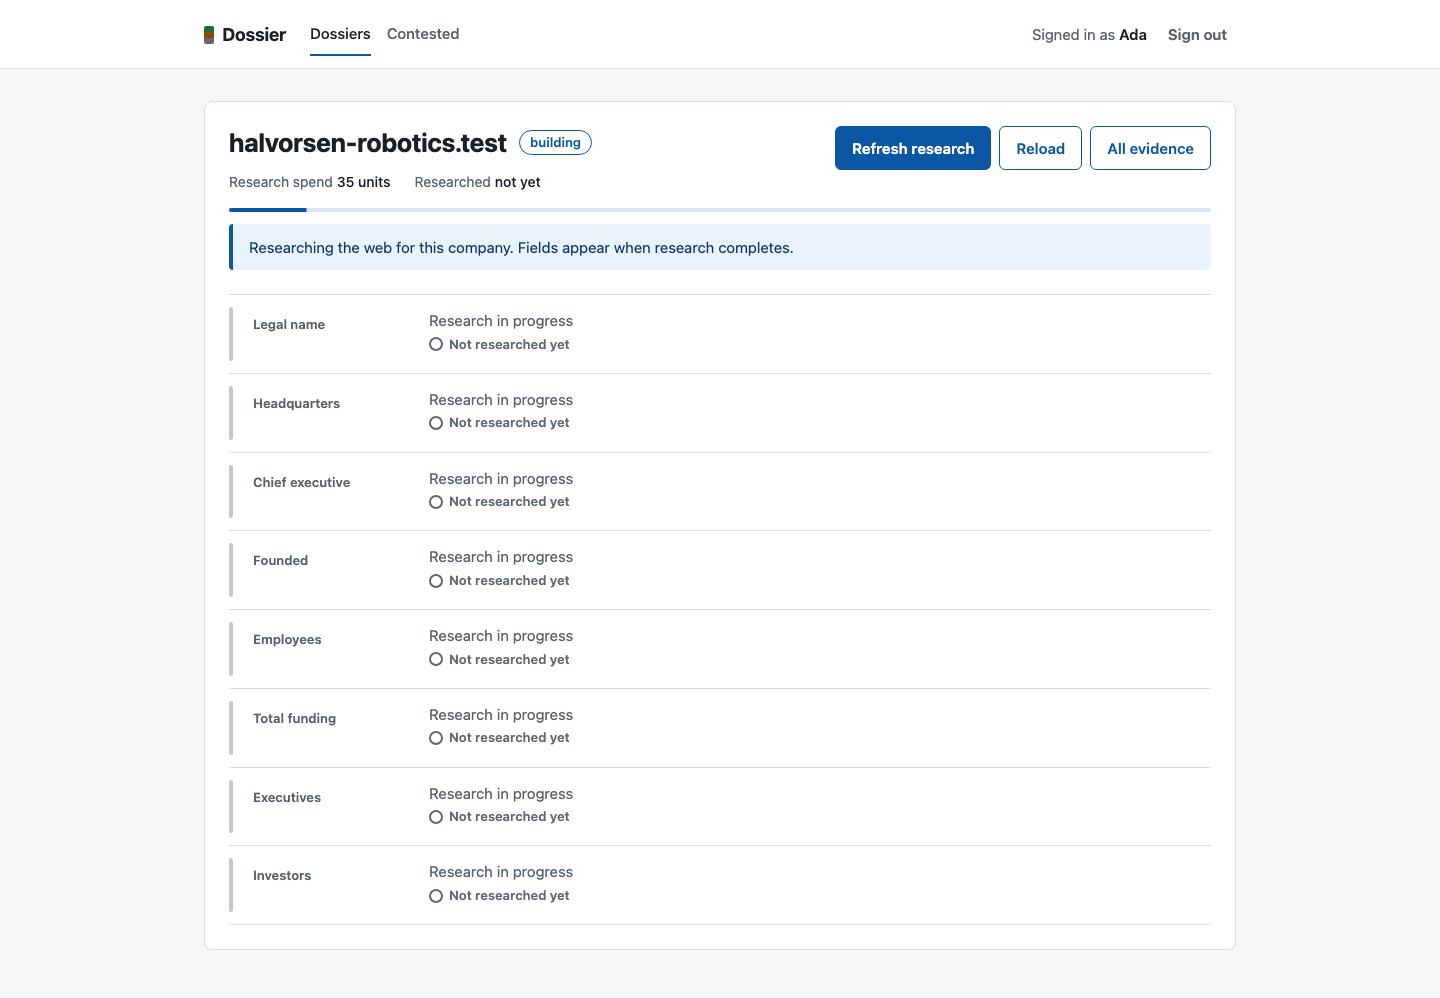 Dossier Dossiers Contested Signed in as Ada Sign out
halvorsen-robotics.test building Refresh research Reload All evidence
Research spend 35 units Researched not yet
Researching the web for this company. Fields appear when research completes.
Legal name Research in progress
Not researched yet
Headquarters Research in progress
Not researched yet
Chief executive Research in progress
Not researched yet
Founded Research in progress
Not researched yet
Employees Research in progress
Not researched yet
Total funding Research in progress
Not researched yet
Executives Research in progress
Not researched yet
Investors Research in progress
Not researched yet